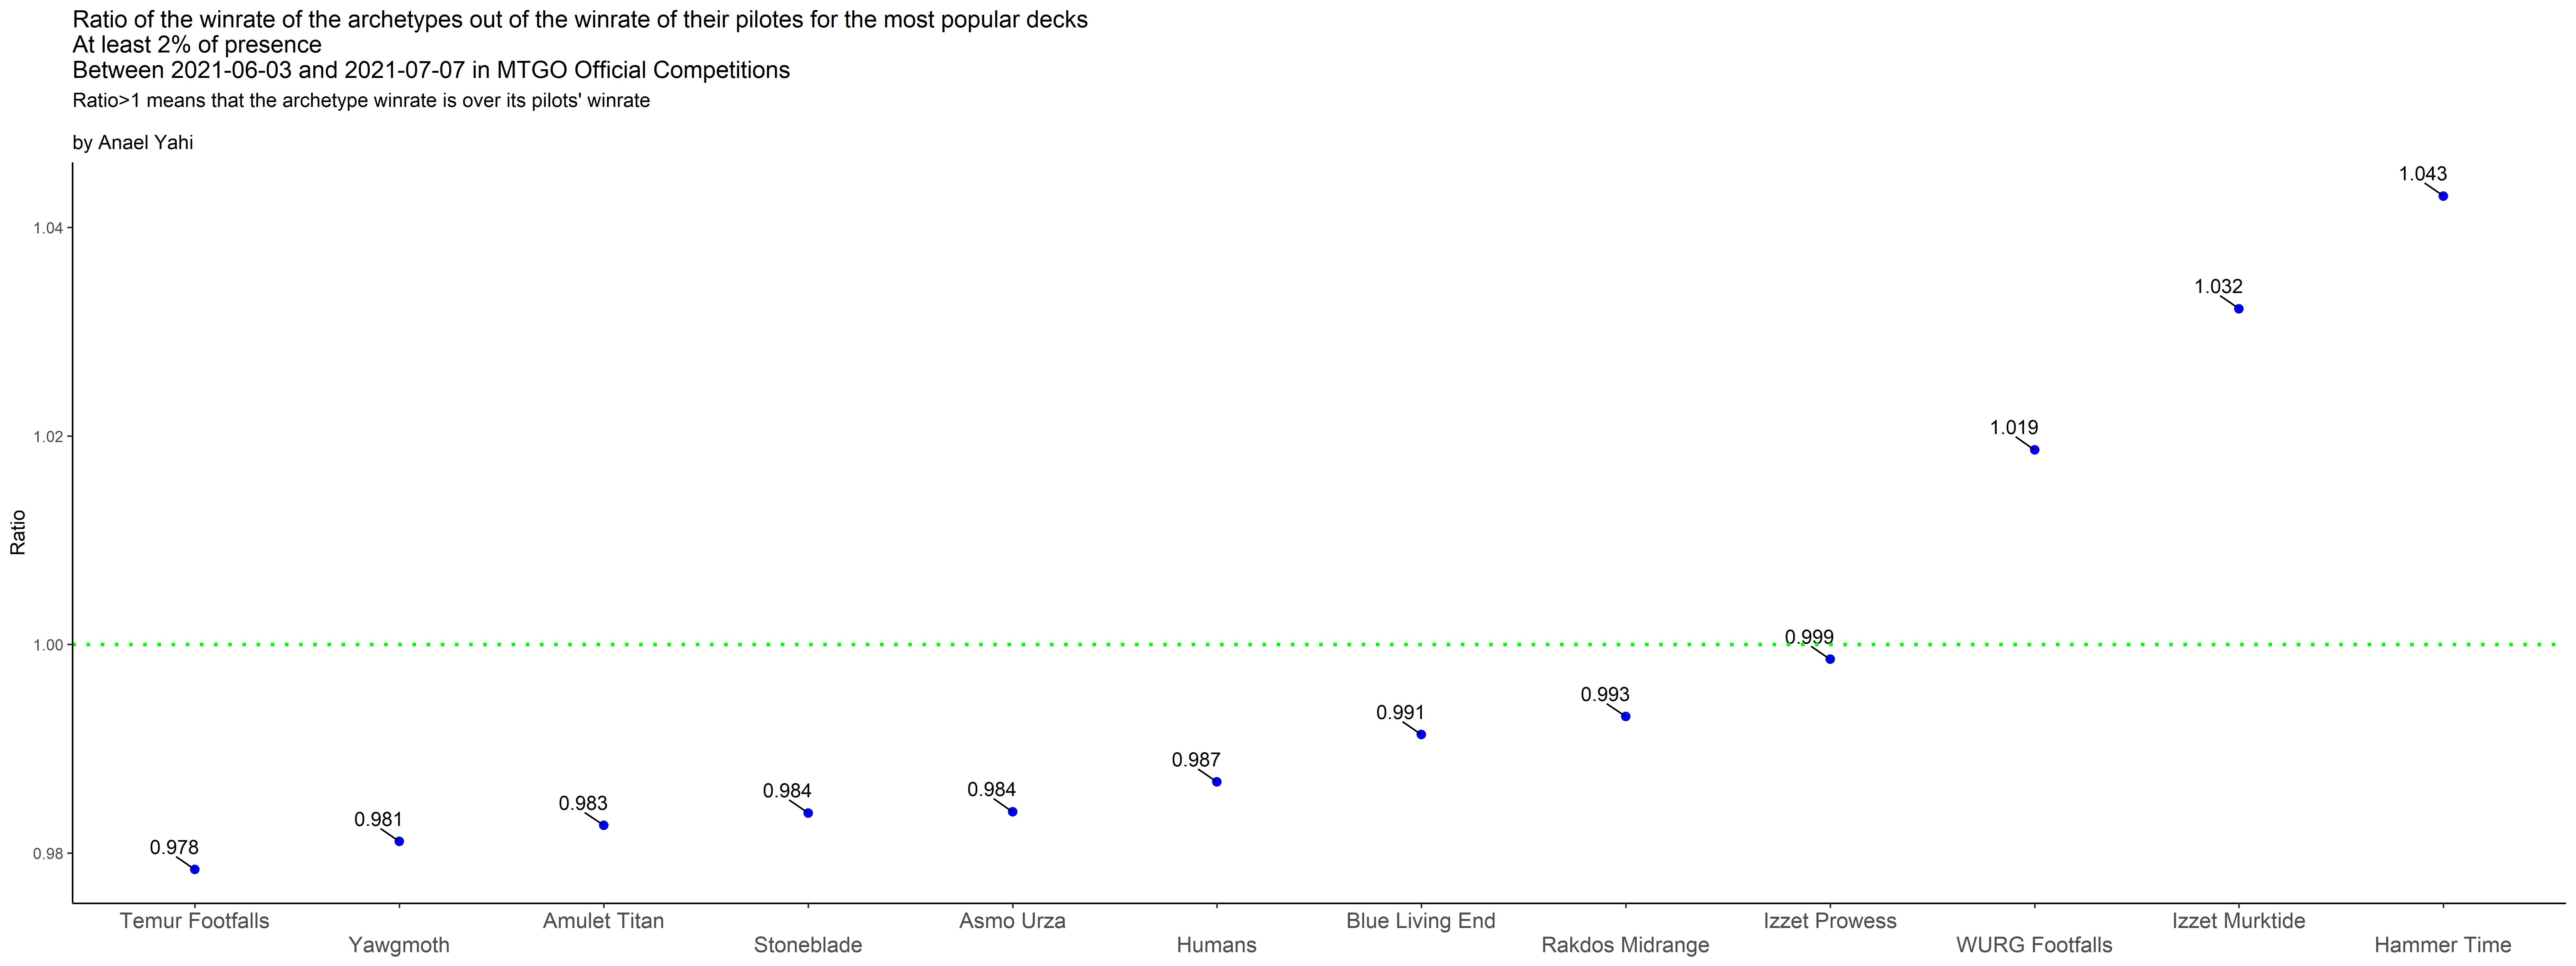 Ratio of the winrate of the archetypes out of the winrate of their pilotes for the most popular decks
At least 2% of presence
Between 2021-06-03 and 2021-07-07 in MTGO Official Competitions
Ratio>1 means that the archetype winrate is over its pilots' winrate
by Anael Yahi
1.043
1.04
1.032
1.02
1.019
Ratio
1.00
0.999
0.993
0.991
0.987
0.984
0.984
0.983
0.981
0.98
0.978
Temur Footfalls
Yawgmoth
Amulet Titan
Stoneblade
Asmo Urza
Humans
Blue Living End
Rakdos Midrange
Izzet Prowess
WURG Footfalls
Izzet Murktide
Hammer Time